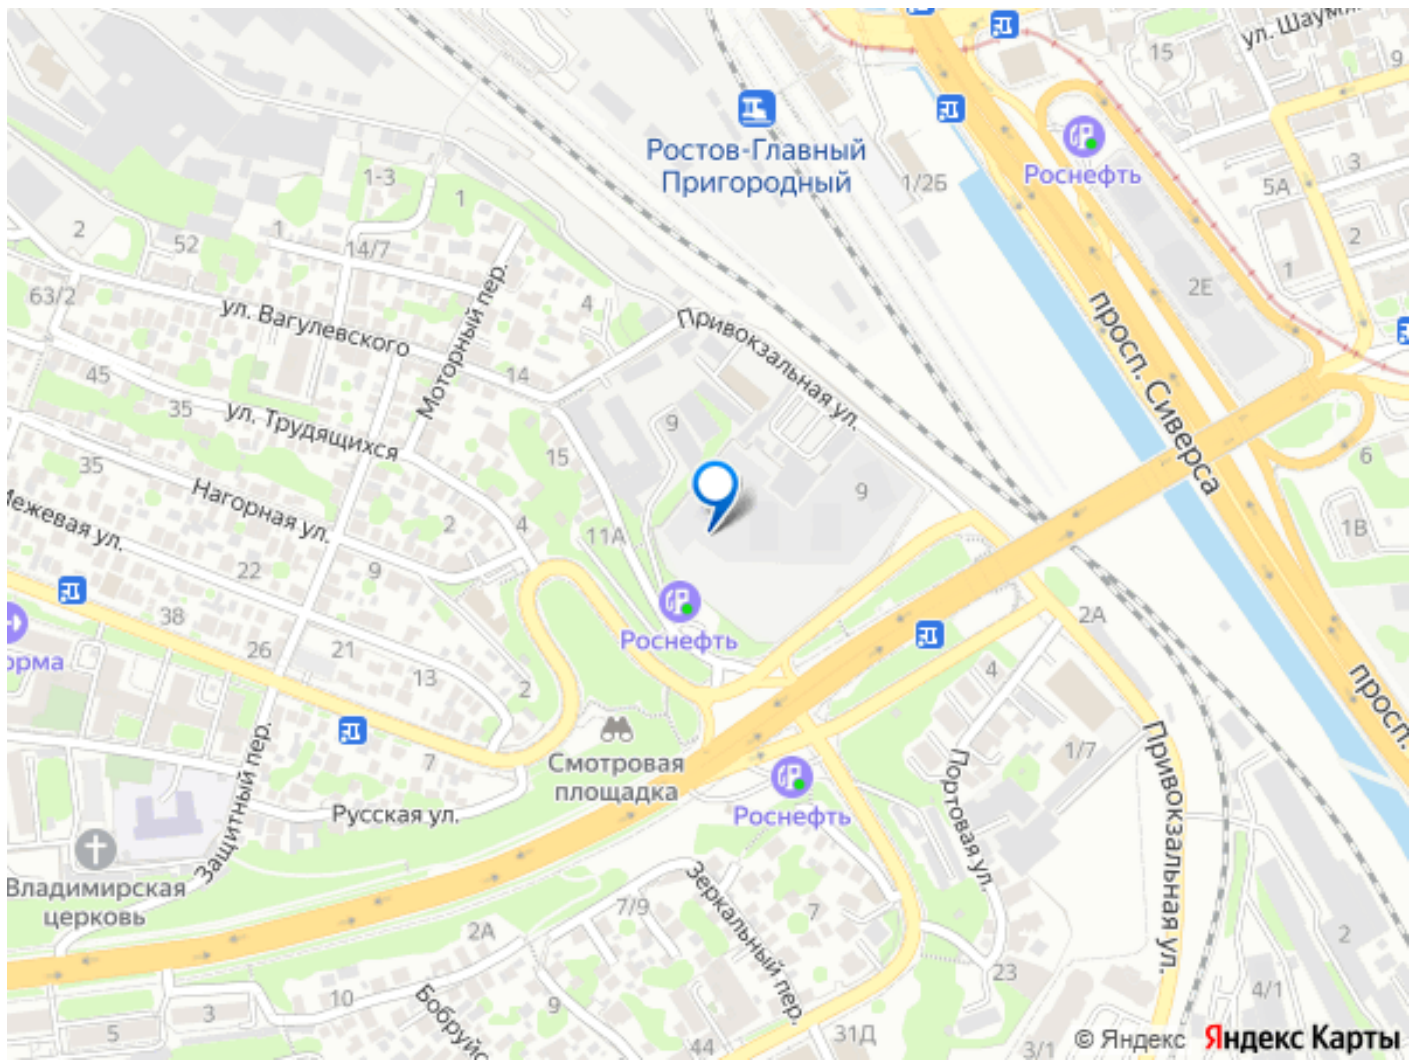 ул. Шаумя
15
9
Ростов-Главный
Пригородный
1/2Б
Роснефть
3
5А
2
1
2Е
1-3
1
2
52
1
14/7
63/2
4
ул. Вагулевского
Моторный пер.
Привокзальная ул.
просп. Сиверса
14
45
35
ул. Трудящихся
9
15
35
Нагорная ул.
Межевая ул.
2
4
11А
9
6
1В
22
9
38
26
21
13
2
Роснефть
2А
4
орма
7
Смотровая
площадка
Роснефть
1/7
просп.
Портовая ул.
Привокзальная ул.
Русская ул.
Защитный пер.
Владимирская
церковь
2А
7/9
Зеркальный пер.
7
23
2
10
Бобруйс
9
3
5
44
31Д
3/1
4/1
© Яндекс Яндекс Карты